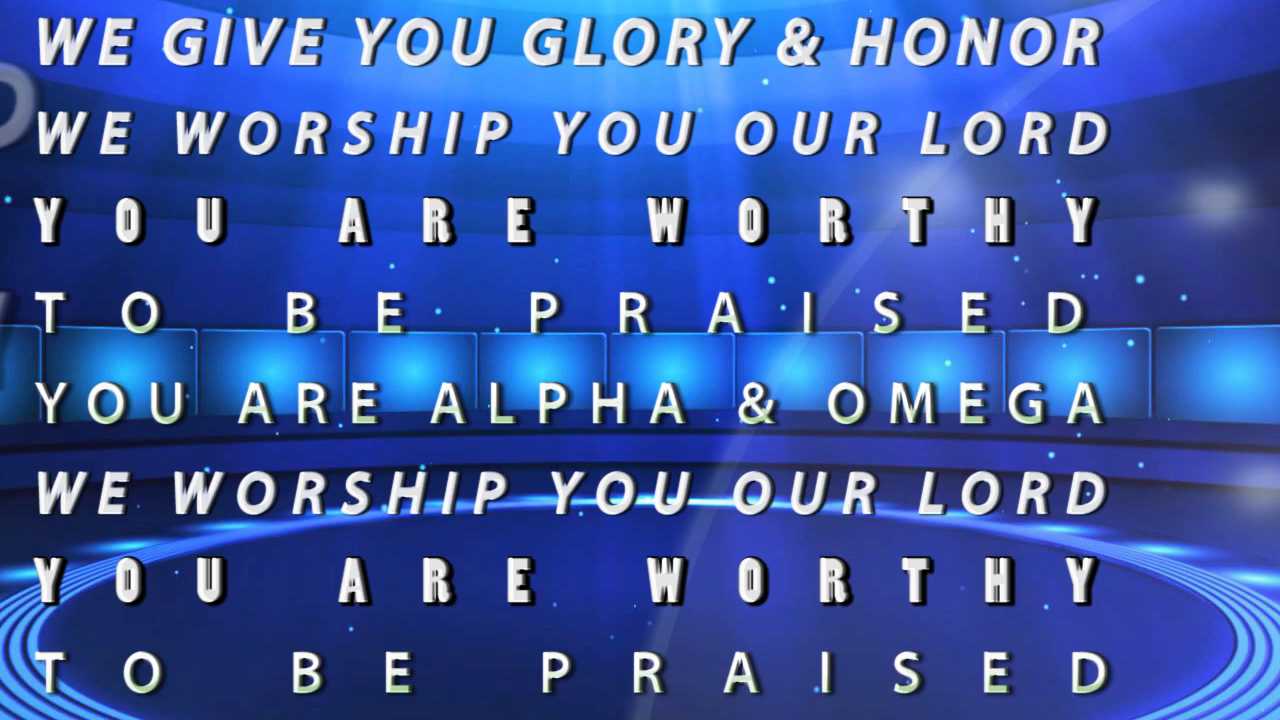 WE GIVE YOU GLORY & HONOR
WE WORSHIP YOU OUR LORD
YOU ARE WORTHY
TO BE PRAISED
YOU ARE ALPHA & OMEGA
WE WORSHIP YOU OUR LORD
YOU ARE WORTHY
TO BE PRAISED